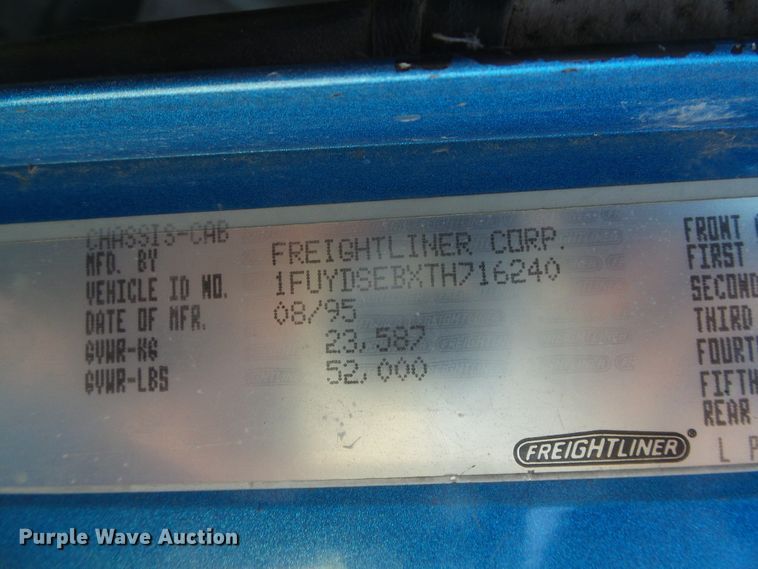 CHASSIS-CAB
MFD. BY FREIGHTLINER CORP.
VEHICLE ID NO. 1FUYDSEBXTH716240
DATE OF MFR. 08/95
GVWR-KG 23,587
GVWR-LBS 52,000
FRONT
FIRST
SECOND
THIRD
FOURTH
FIFTH
REAR
FREIGHTLINER®
L P
Purple Wave Auction